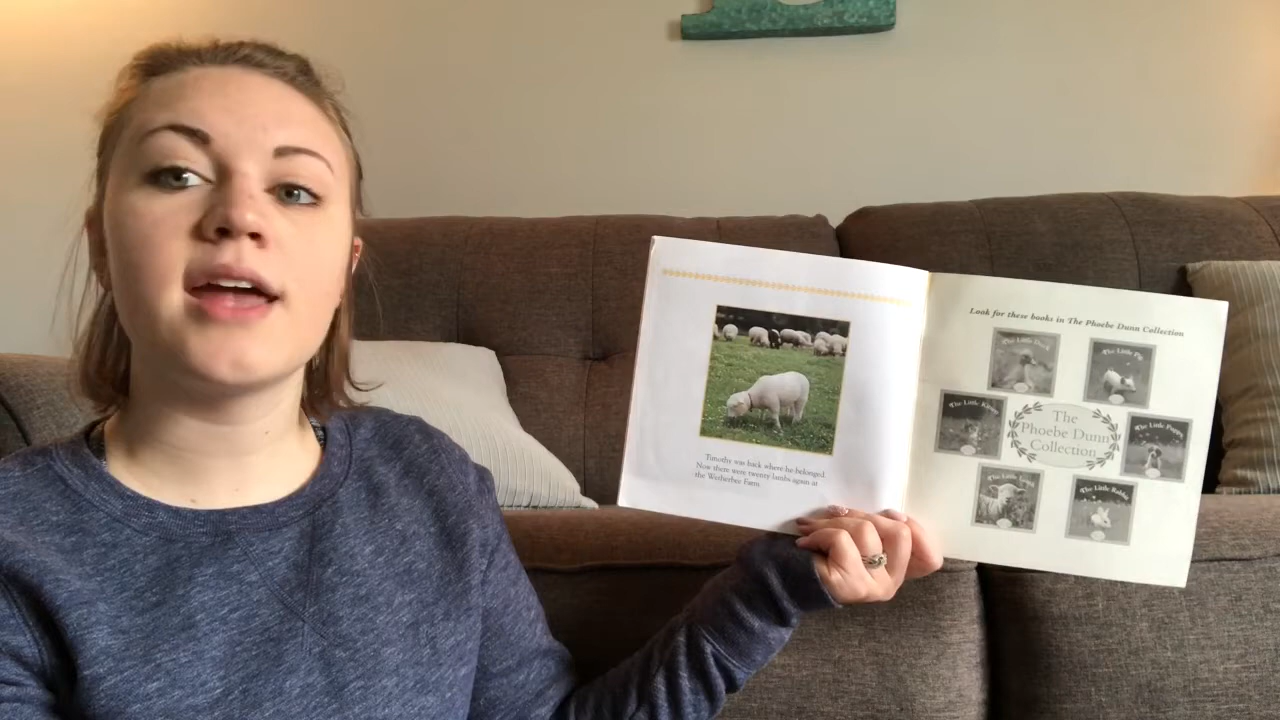 Timothy was back where he belonged.
Now there were twenty lambs again at
the Wetherbee Farm.
Look for these books in The Phoebe Dunn Collection
The Little Duck
The Little Pig
The Little Kitten
The
Phoebe Dunn
Collection
The Little Puppy
The Little Lamb
The Little Rabbit